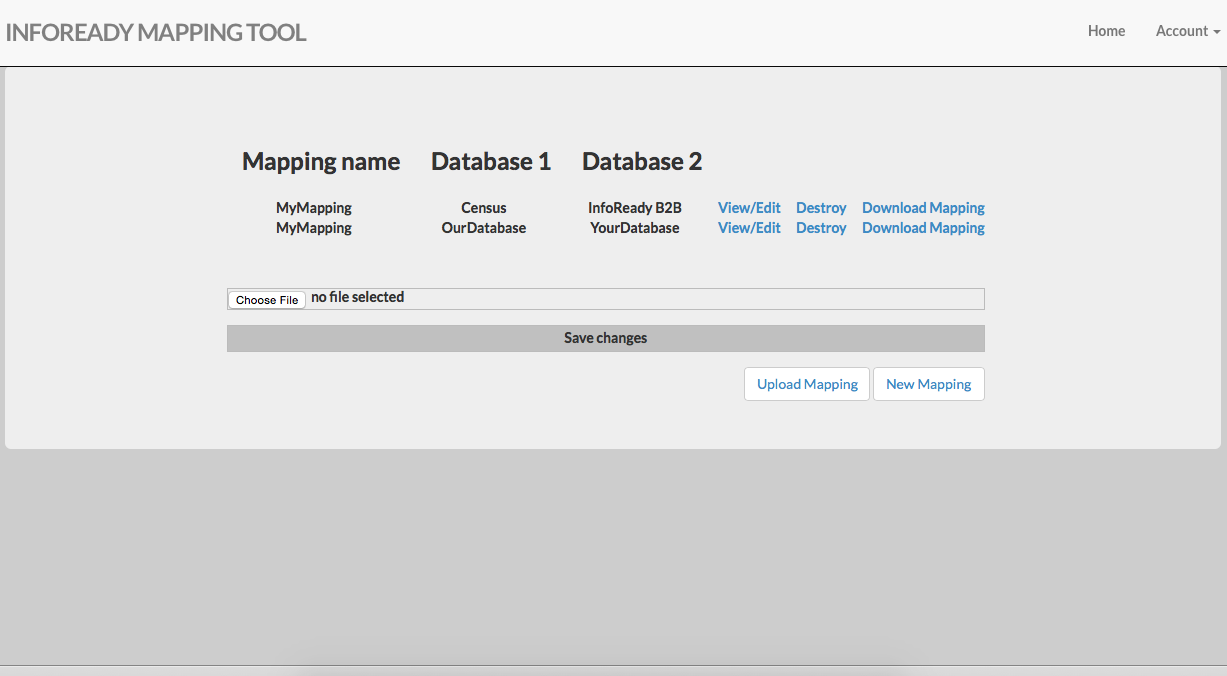 INFOREADY MAPPING TOOL
Home Account
Mapping name Database 1 Database 2
MyMapping Census InfoReady B2B View/Edit Destroy Download Mapping
MyMapping OurDatabase YourDatabase View/Edit Destroy Download Mapping
Choose File no file selected
Save changes
Upload Mapping New Mapping